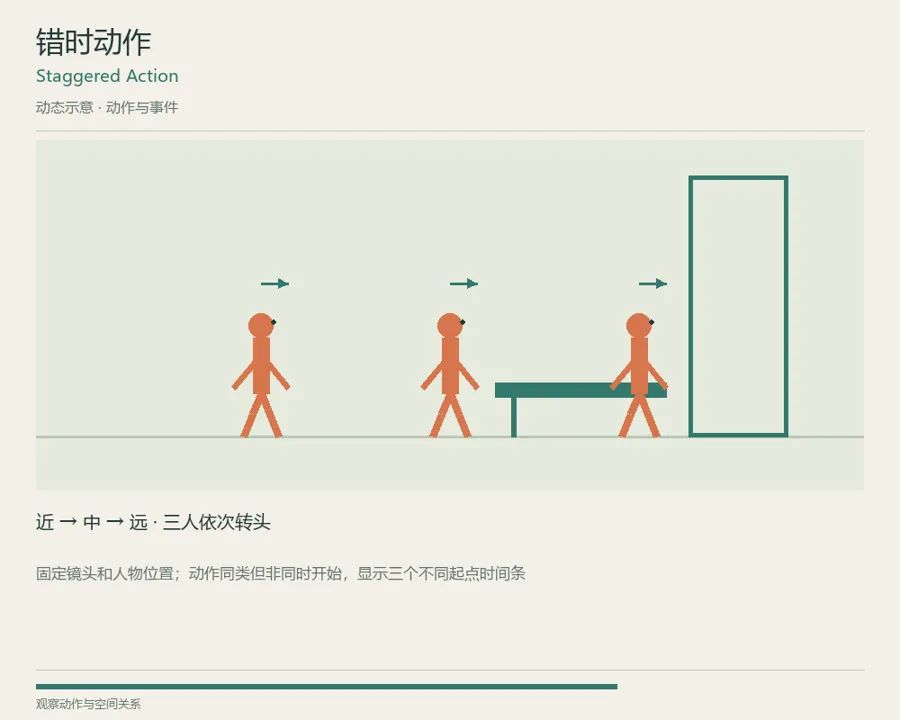 错时动作
Staggered Action
动态示意 · 动作与事件
近 → 中 → 远 · 三人依次转头
固定镜头和人物位置；动作同类但非同时开始，显示三个不同起点时间条
观察动作与空间关系